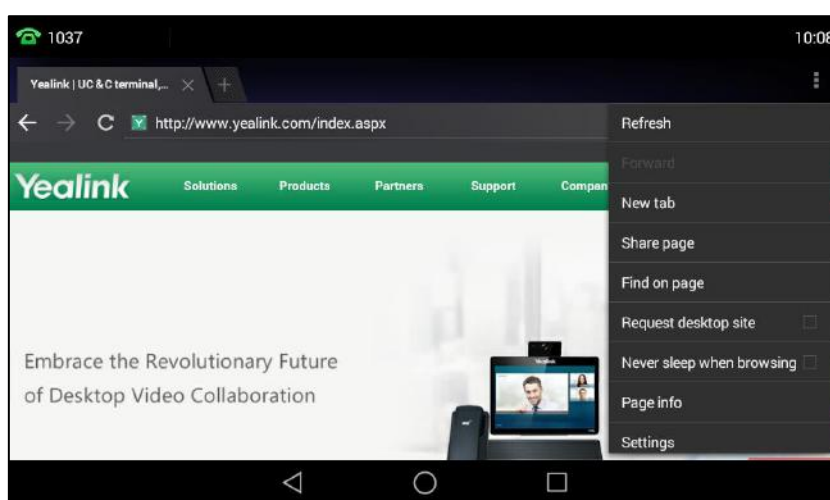 1037
10:08
Yealink | UC & C terminal,...
http://www.yealink.com/index.aspx
Refresh
Forward
New tab
Share page
Find on page
Request desktop site
Never sleep when browsing
Page info
Settings
Yealink Solutions Products Partners Support Compan
Embrace the Revolutionary Future
of Desktop Video Collaboration